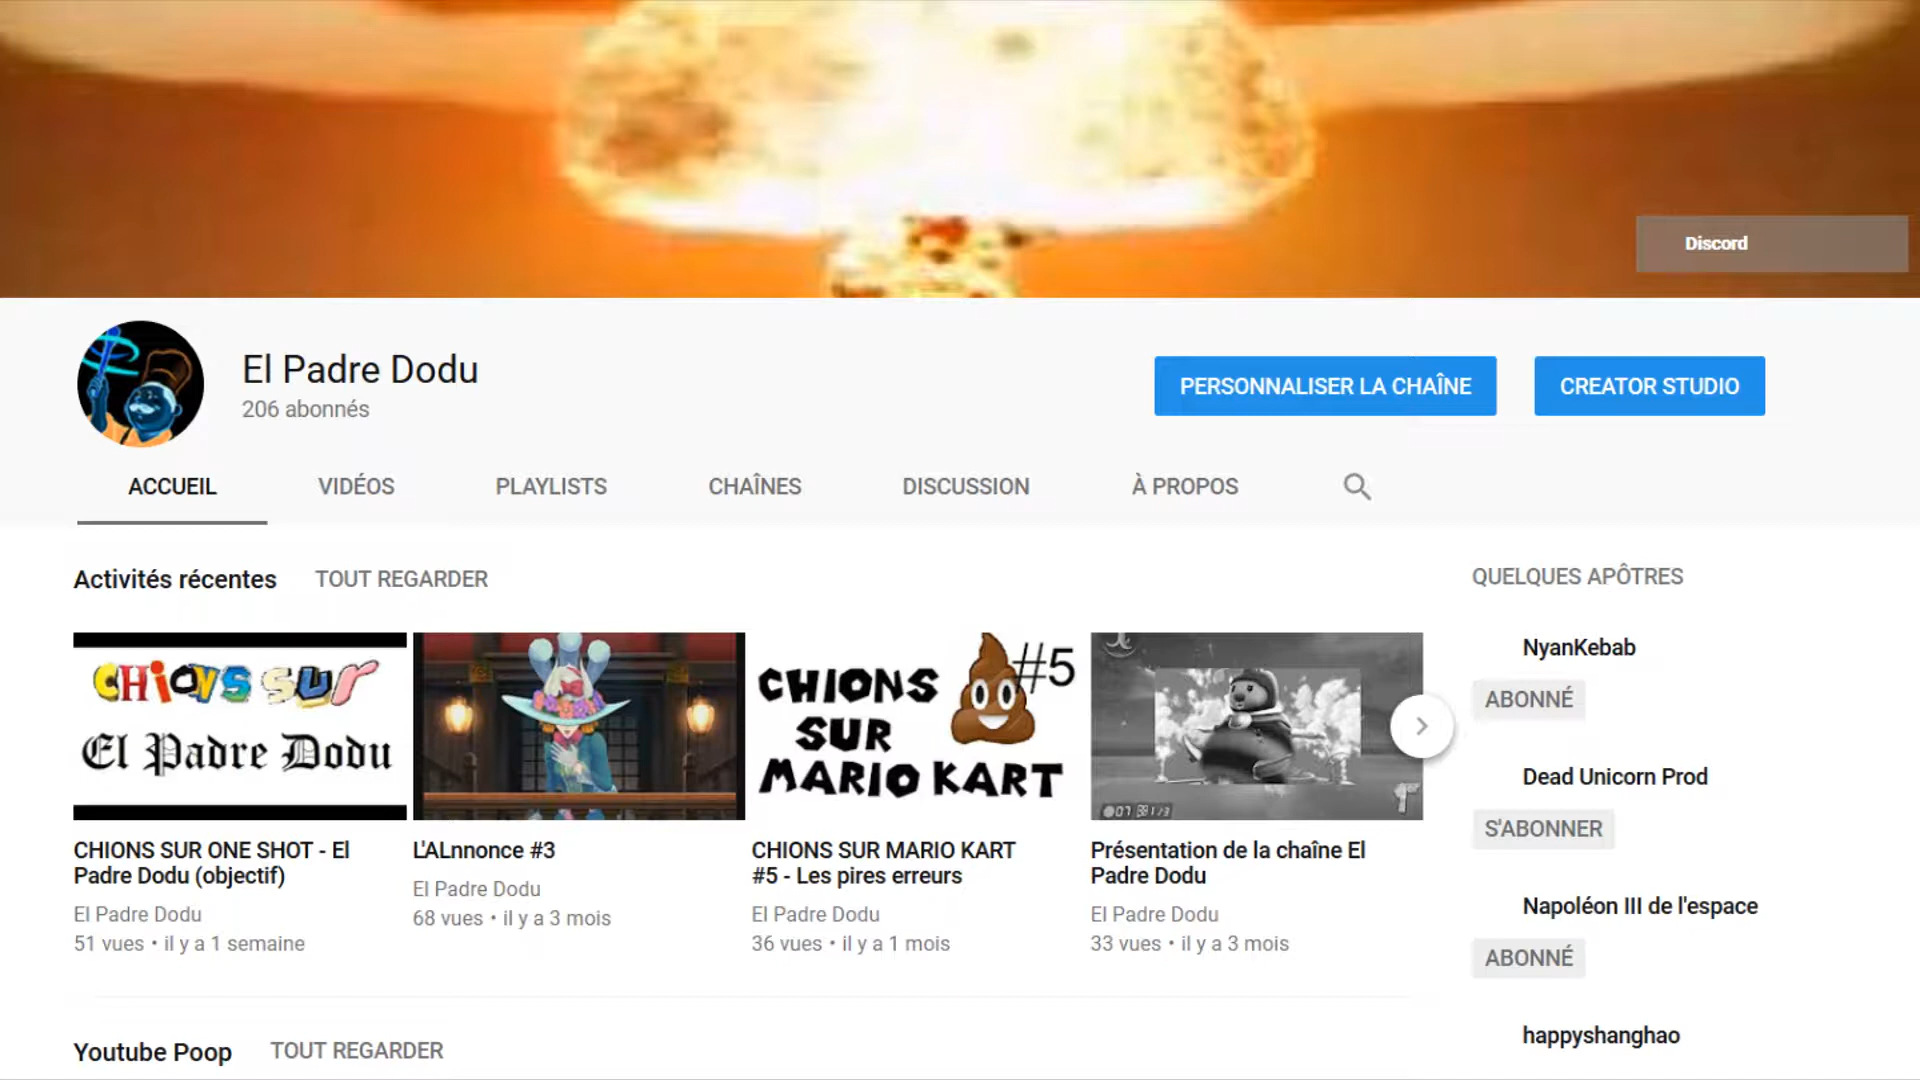 Discord
El Padre Dodu
206 abonnés
PERSONNALISER LA CHAÎNE
CREATOR STUDIO
ACCUEIL
VIDÉOS
PLAYLISTS
CHAÎNES
DISCUSSION
À PROPOS
Activités récentes
TOUT REGARDER
CHIONS SUR
El Padre Dodu
CHIONS SUR ONE SHOT - El
Padre Dodu (objectif)
El Padre Dodu
51 vues • il y a 1 semaine
L'ALnnonce #3
El Padre Dodu
68 vues • il y a 3 mois
CHIONS
#5
SUR
MARIO KART
CHIONS SUR MARIO KART
#5 - Les pires erreurs
El Padre Dodu
36 vues • il y a 1 mois
Présentation de la chaîne El
Padre Dodu
El Padre Dodu
33 vues • il y a 3 mois
QUELQUES APÔTRES
NyanKebab
ABONNÉ
Dead Unicorn Prod
S'ABONNER
Napoléon III de l'espace
ABONNÉ
happyshanghao
Youtube Poop
TOUT REGARDER